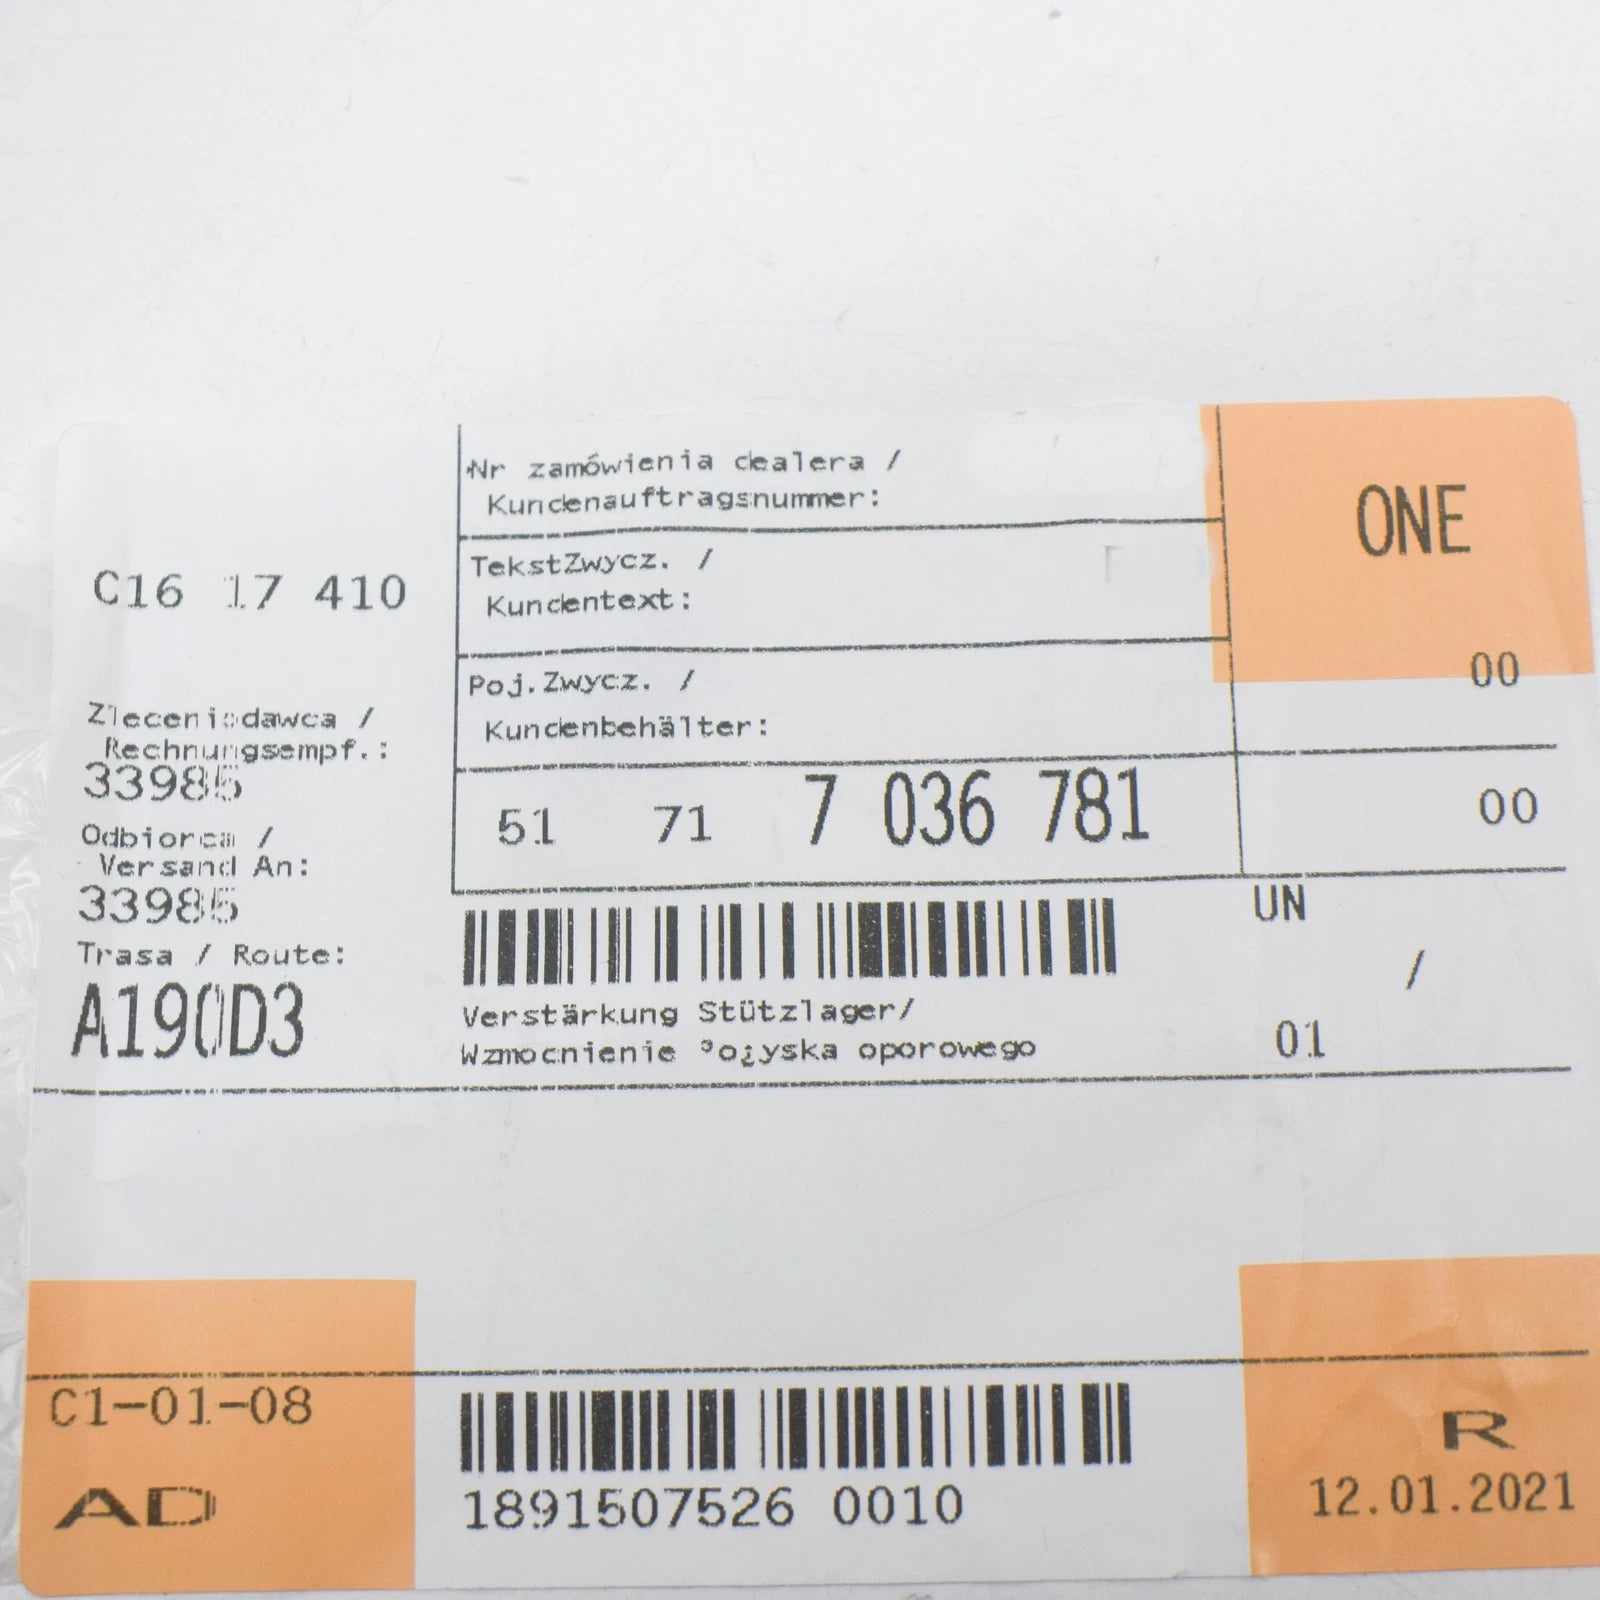 Nr zamówienia dealera /
Kundenauftragsnummer:
ONE
TekstZwycz. /
Kundentext:
C16 17 410
00
Poj.Zwycz. /
Kundenbehälter:
Zleceniodawca /
Rechnungsempf.:
33985
51 71 7 036 781
00
Odbiorca /
Versand An:
33985
UN
Trasa / Route:
A190D3
/
Verstärkung Stützlager/
Wzmocnienie oporowego
01
C1-01-08
AD
1891507526 0010
R
12.01.2021